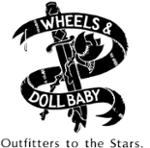 WHEELS &
DOLL BABY
Outfitters to the Stars.